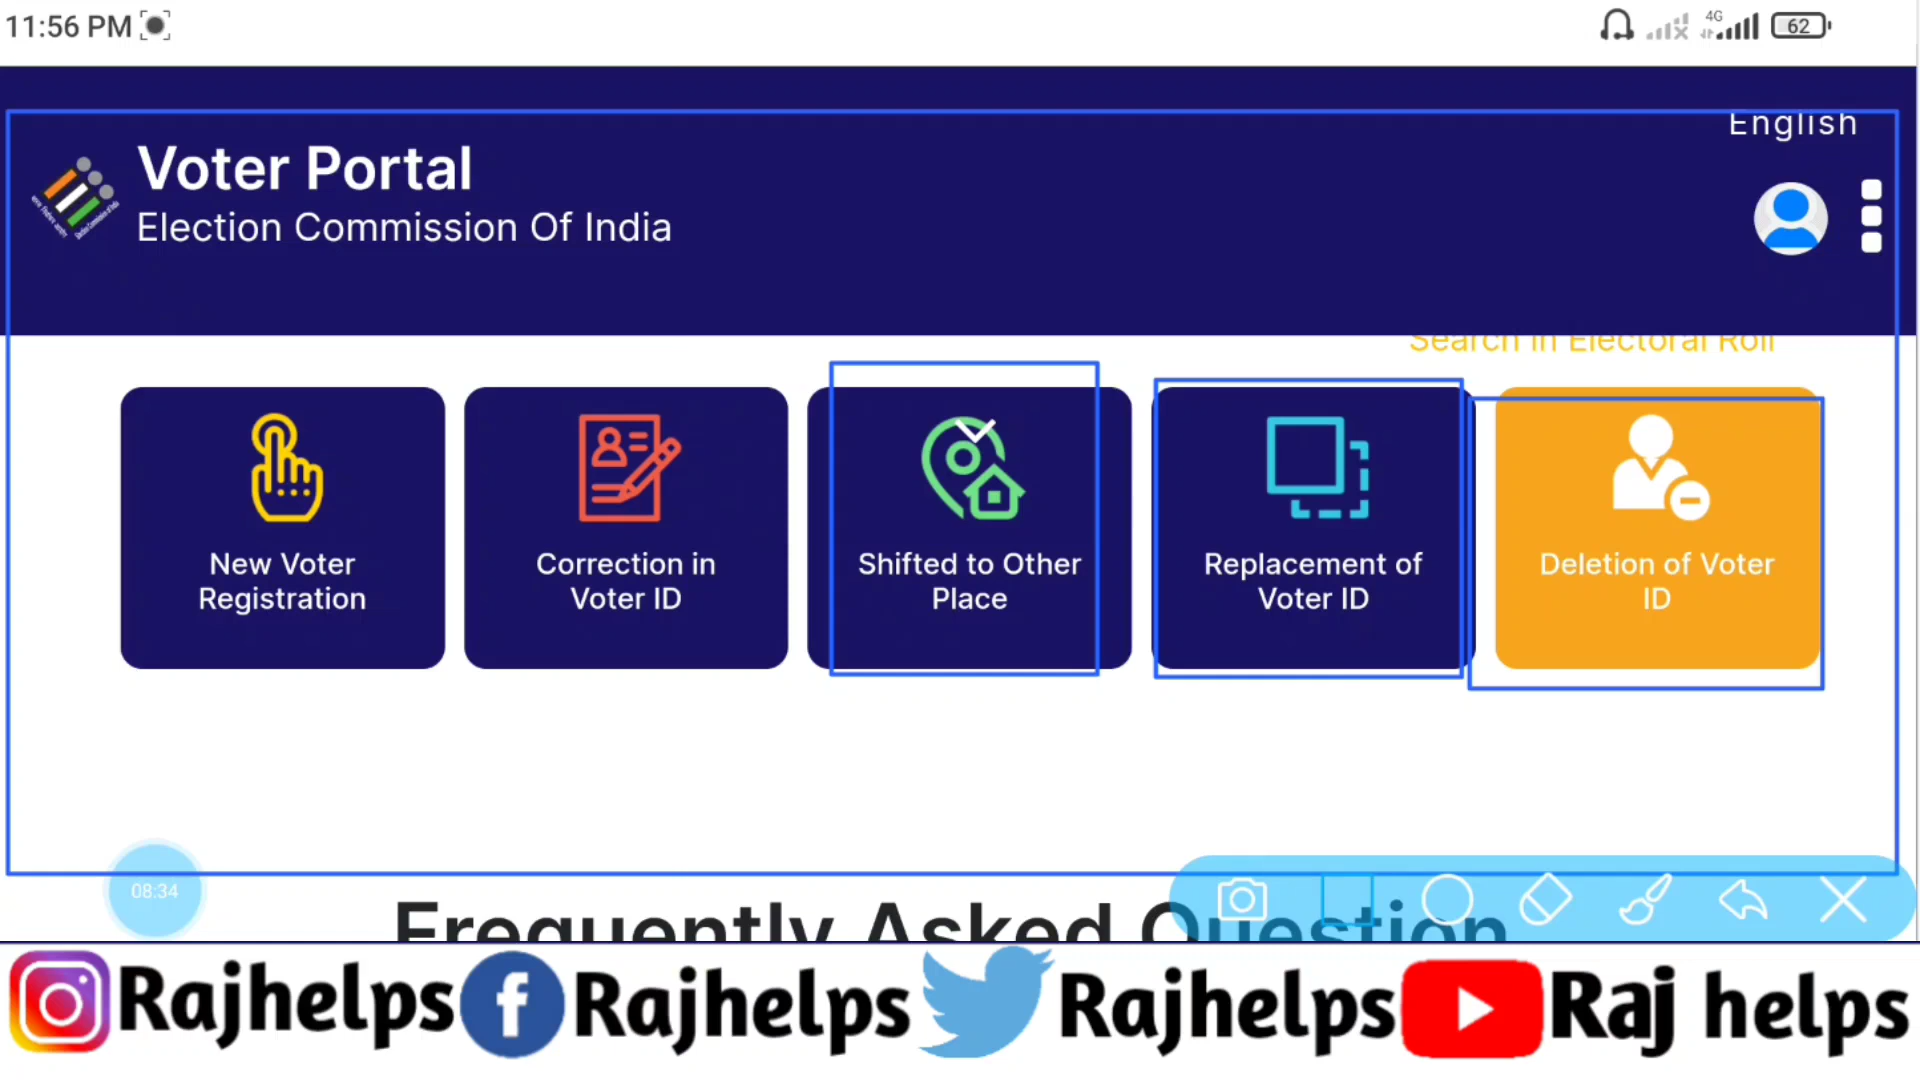 11:56 PM
4G
62
English
Voter Portal
Election Commission Of India
Search in Electoral Roll
New Voter
Registration
Correction in
Voter ID
Shifted to Other
Place
Replacement of
Voter ID
Deletion of Voter
ID
08:34
Frequently Asked Question
Rajhelps
Rajhelps
Rajhelps
Raj helps